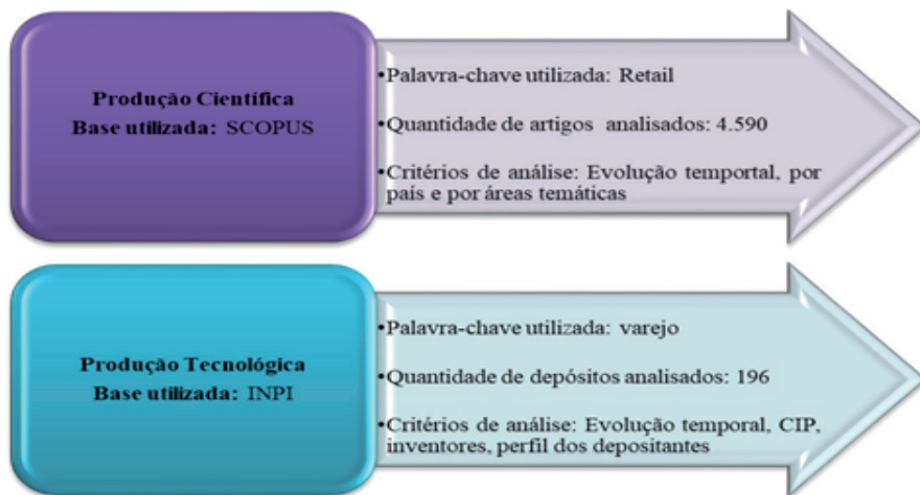 Produção Científica
Base utilizada: SCOPUS
•Palavra-chave utilizada: Retail
•Quantidade de artigos analisados: 4.590
•Critérios de análise: Evolução temportal, por
país e por áreas temáticas
Produção Tecnológica
Base utilizada: INPI
•Palavra-chave utilizada: varejo
•Quantidade de depósitos analisados: 196
•Critérios de análise: Evolução temporal, CIP,
inventores, perfil dos depositantes